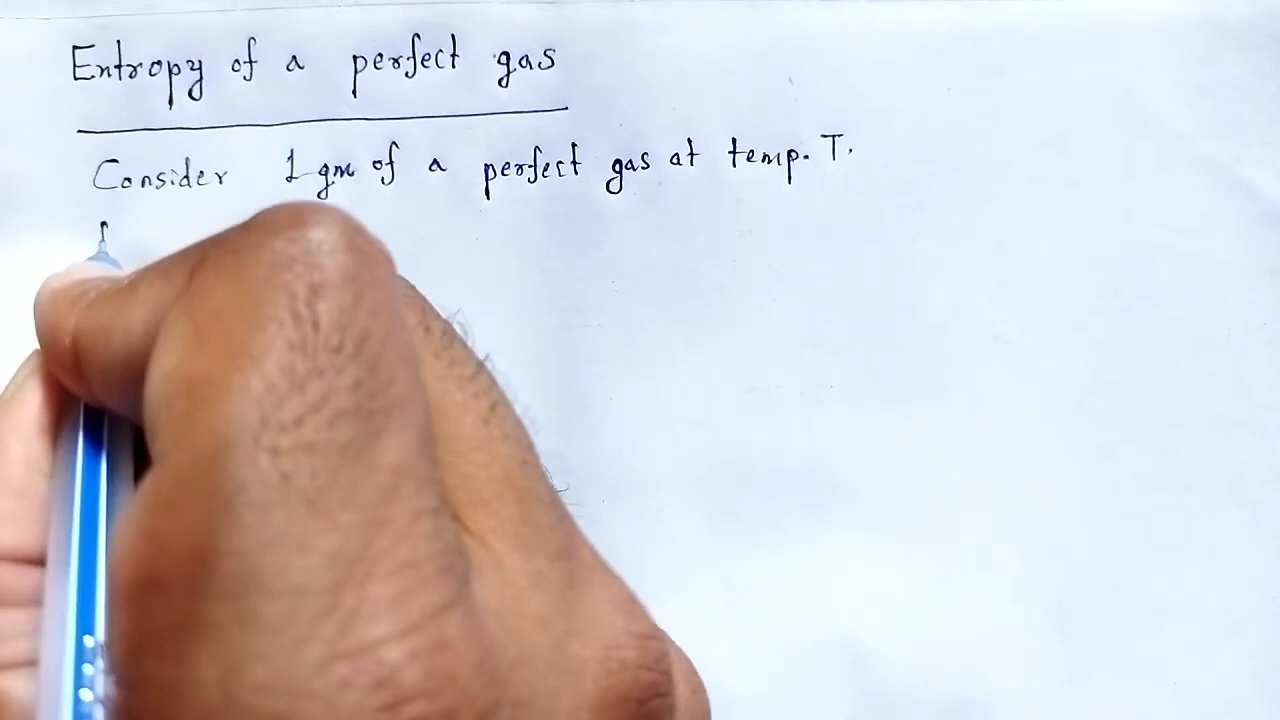 Entropy of a perfect gas
Consider 1 gm of a perfect gas at temp. T.